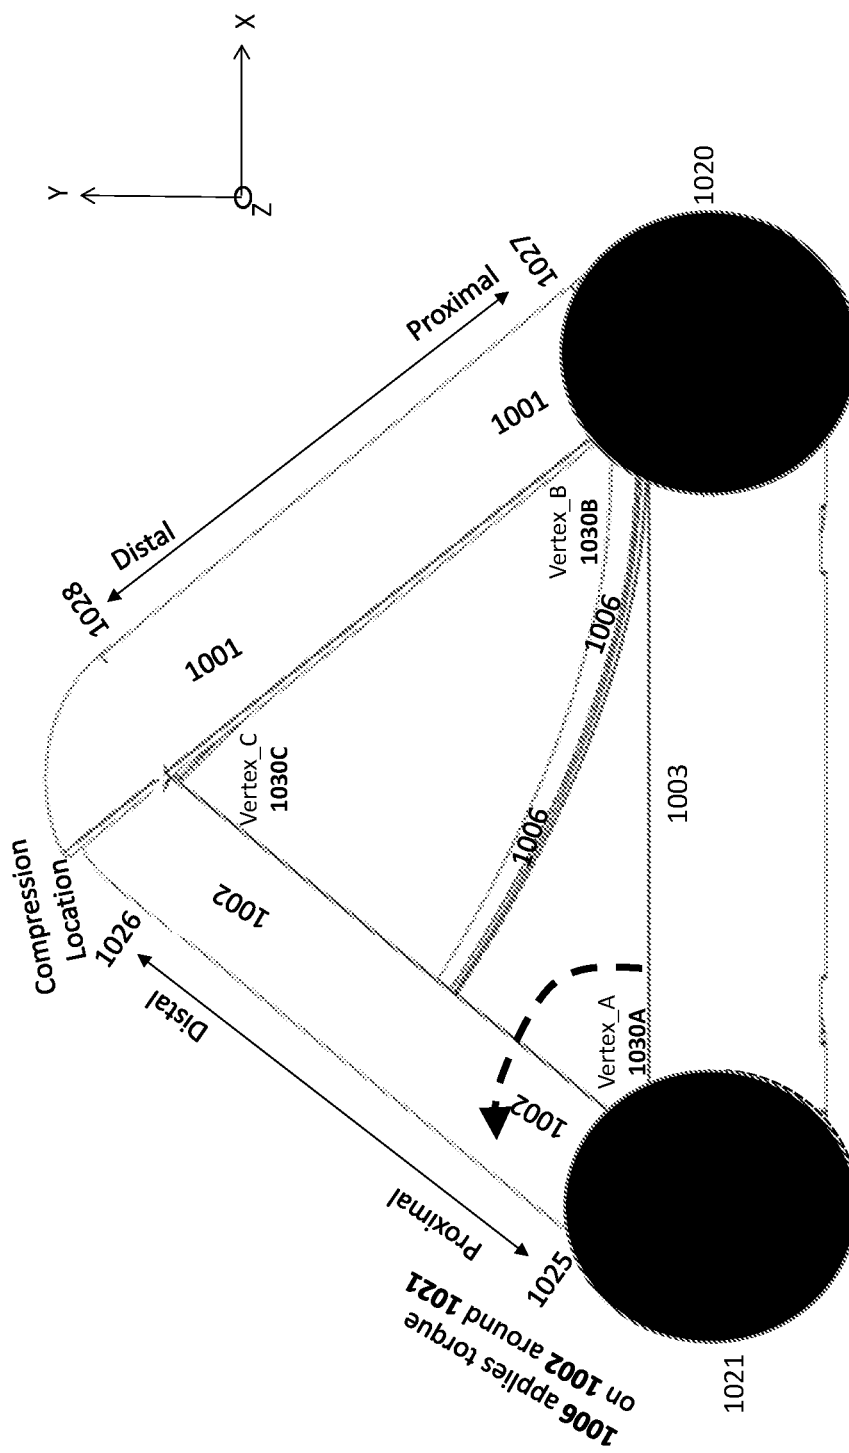 Y
X
Z
Compression
Location
1028
1026
Distal
Distal
1001
1002
Vertex_C
1030C
Proximal
1027
1001
Vertex_B
1030B
1006
1006
1003
Vertex_A
1030A
1002
Proximal
1025
1006 applies torque
on 1002 around 1021
1021
1020